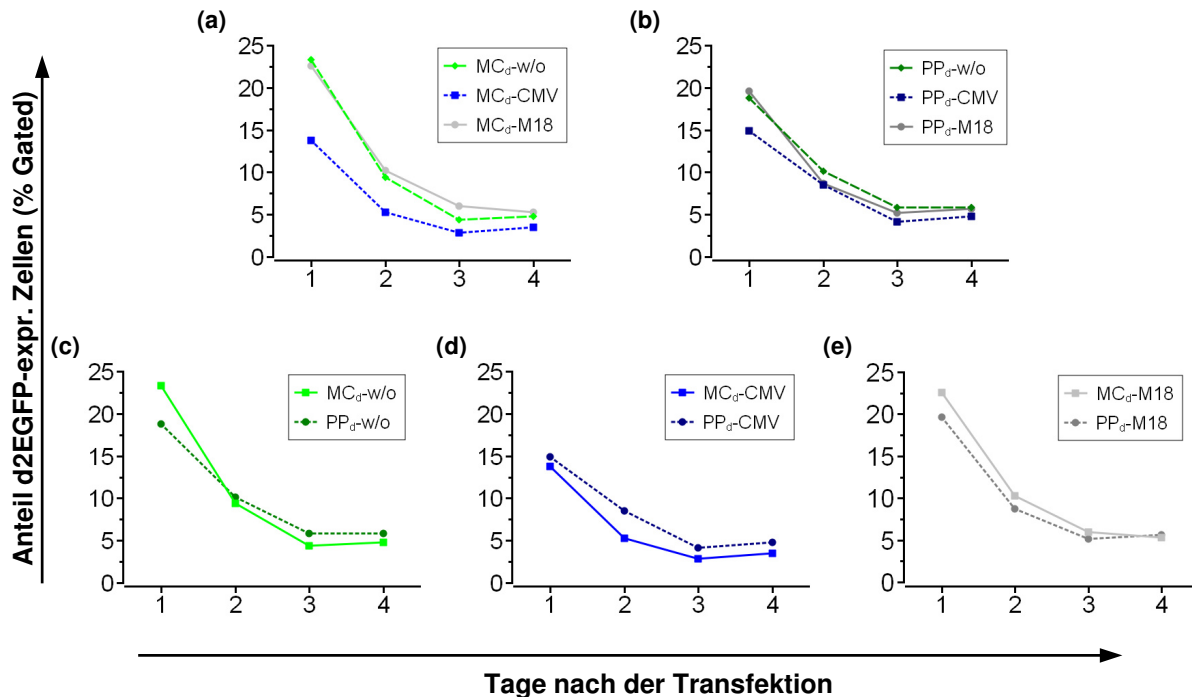 (a)
25
20
15
10
5
0
1 2 3 4
MCd-w/o
MCd-CMV
MCd-M18
(b)
25
20
15
10
5
0
1 2 3 4
PPd-w/o
PPd-CMV
PPd-M18
Anteil d2EGFP-expr. Zellen (% Gated)
(c)
25
20
15
10
5
0
1 2 3 4
MCd-w/o
PPd-w/o
(d)
25
20
15
10
5
0
1 2 3 4
MCd-CMV
PPd-CMV
(e)
25
20
15
10
5
0
1 2 3 4
MCd-M18
PPd-M18
Tage nach der Transfektion